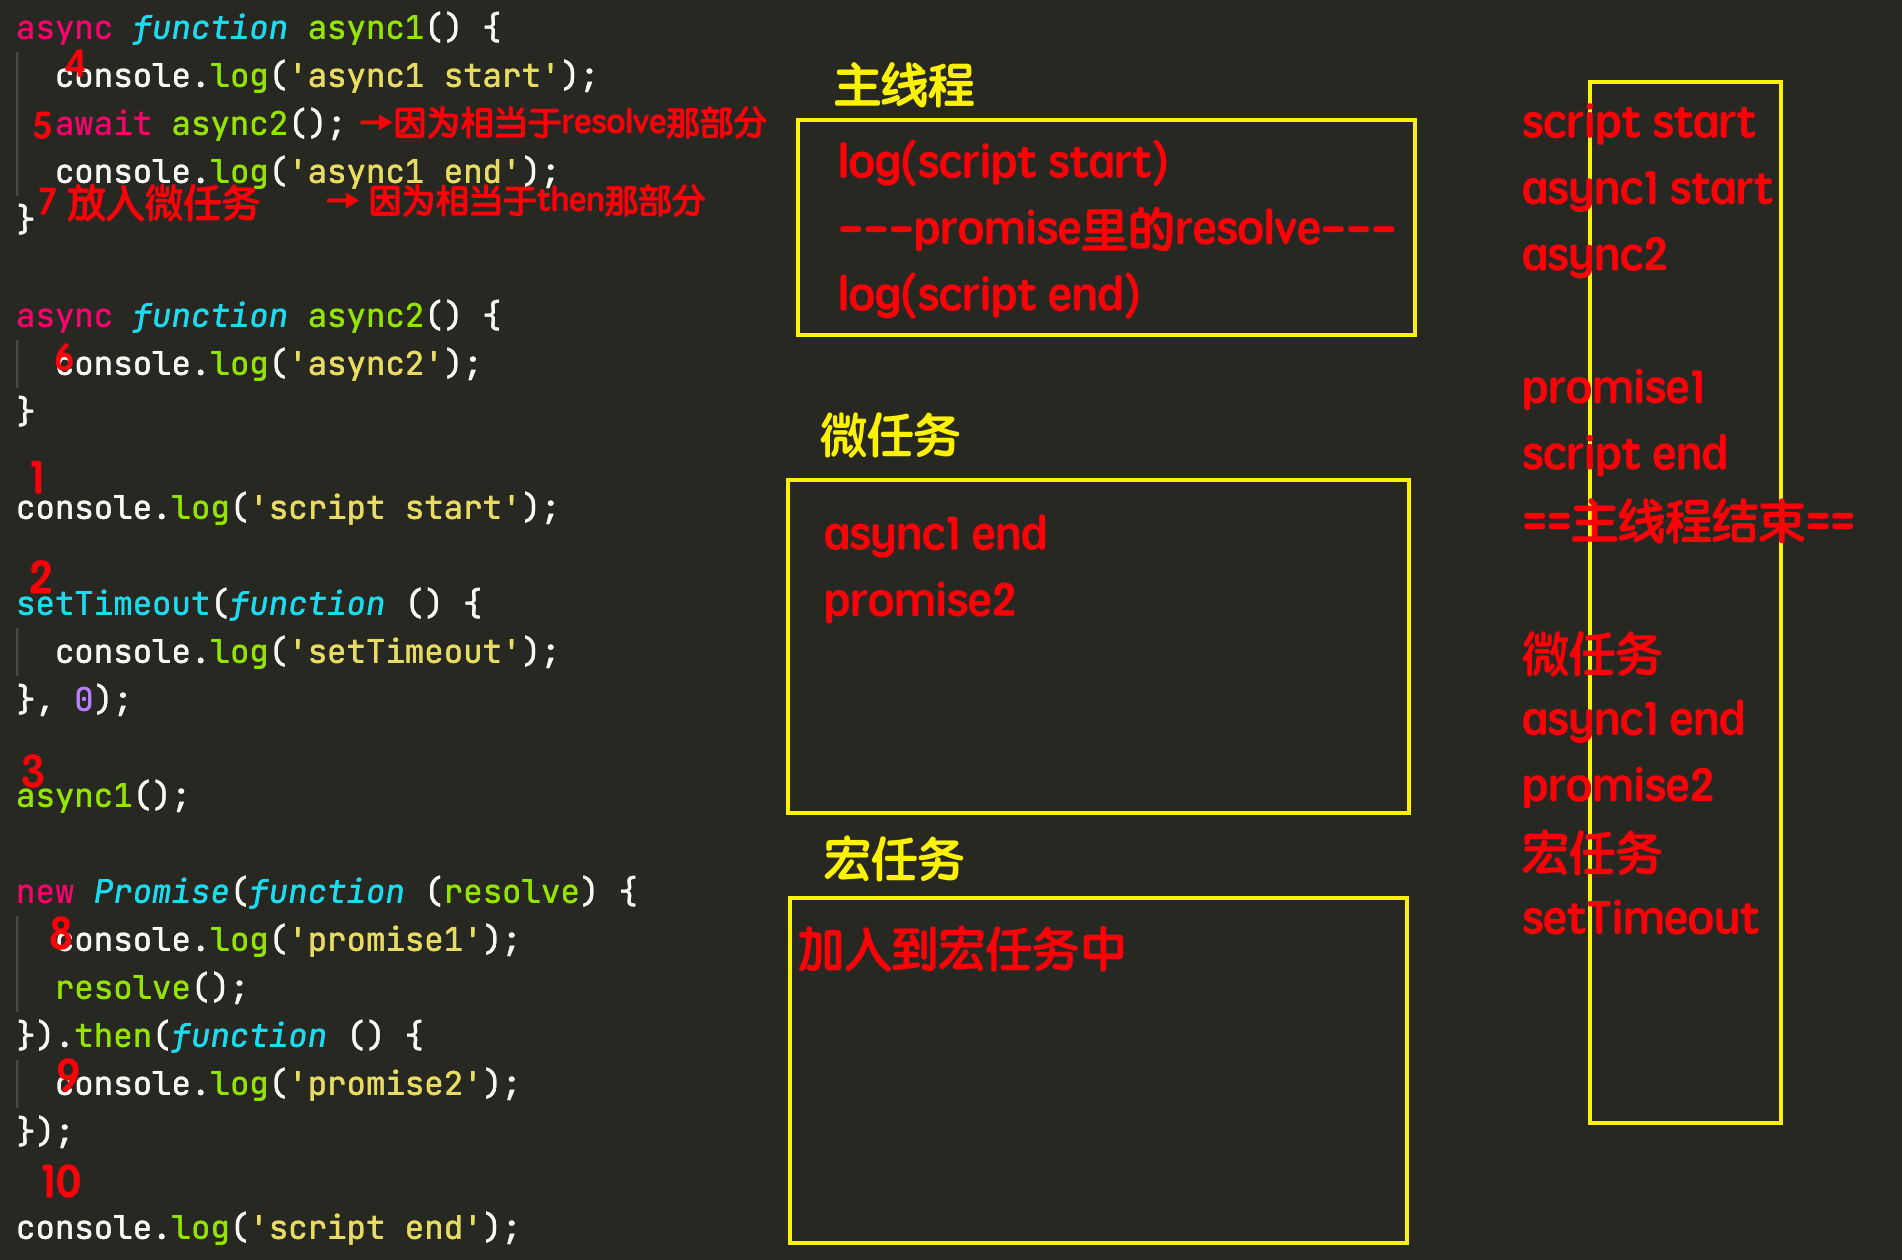 async function async1() {
4
console.log('async1 start');
5 await async2(); →因为相当于resolve那部分
console.log('async1 end');
7 放入微任务 → 因为相当于then那部分
}
async function async2() {
6
console.log('async2');
}
1
console.log('script start');
2
setTimeout(function () {
console.log('setTimeout');
}, 0);
3
async1();
new Promise(function (resolve) {
8
console.log('promise1');
resolve();
}).then(function () {
9
console.log('promise2');
});
10
console.log('script end');
主线程
log(script start)
---promise里的resolve---
log(script end)
微任务
async1 end
promise2
宏任务
加入到宏任务中
script start
async1 start
async2
promise1
script end
==主线程结束==
微任务
async1 end
promise2
宏任务
setTimeout